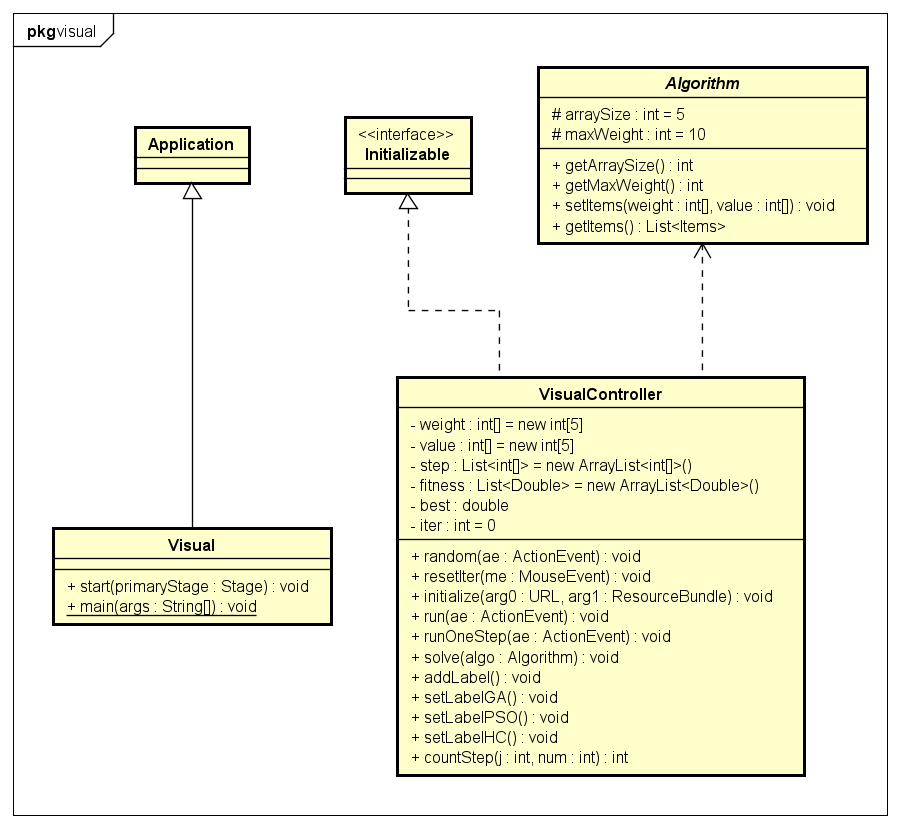 pkg visual
Application
<<interface>>
Initializable
Algorithm
# arraySize : int = 5
# maxWeight : int = 10
+ getArraySize() : int
+ getMaxWeight() : int
+ setItems(weight : int[], value : int[]) : void
+ getItems() : List<Items>
Visual
+ start(primaryStage : Stage) : void
+ main(args : String[]) : void
VisualController
- weight : int[] = new int[5]
- value : int[] = new int[5]
- step : List<int[]> = new ArrayList<int[]>()
- fitness : List<Double> = new ArrayList<Double>()
- best : double
- iter : int = 0
+ random(ae : ActionEvent) : void
+ resetIter(me : MouseEvent) : void
+ initialize(arg0 : URL, arg1 : ResourceBundle) : void
+ run(ae : ActionEvent) : void
+ runOneStep(ae : ActionEvent) : void
+ solve(algo : Algorithm) : void
+ addLabel() : void
+ setLabelGA() : void
+ setLabelPSO() : void
+ setLabelHC() : void
+ countStep(j : int, num : int) : int